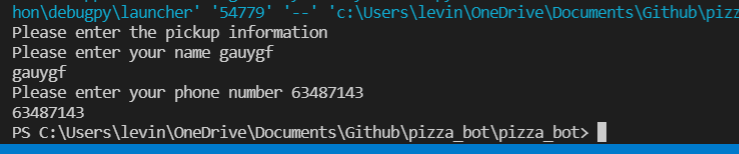 hon\debugpy\launcher' '54779' '--' 'c:\Users\levin\OneDrive\Documents\Github\pizz
Please enter the pickup information
Please enter your name gauygf
gauygf
Please enter your phone number 63487143
63487143
PS C:\Users\levin\OneDrive\Documents\Github\pizza_bot\pizza_bot>